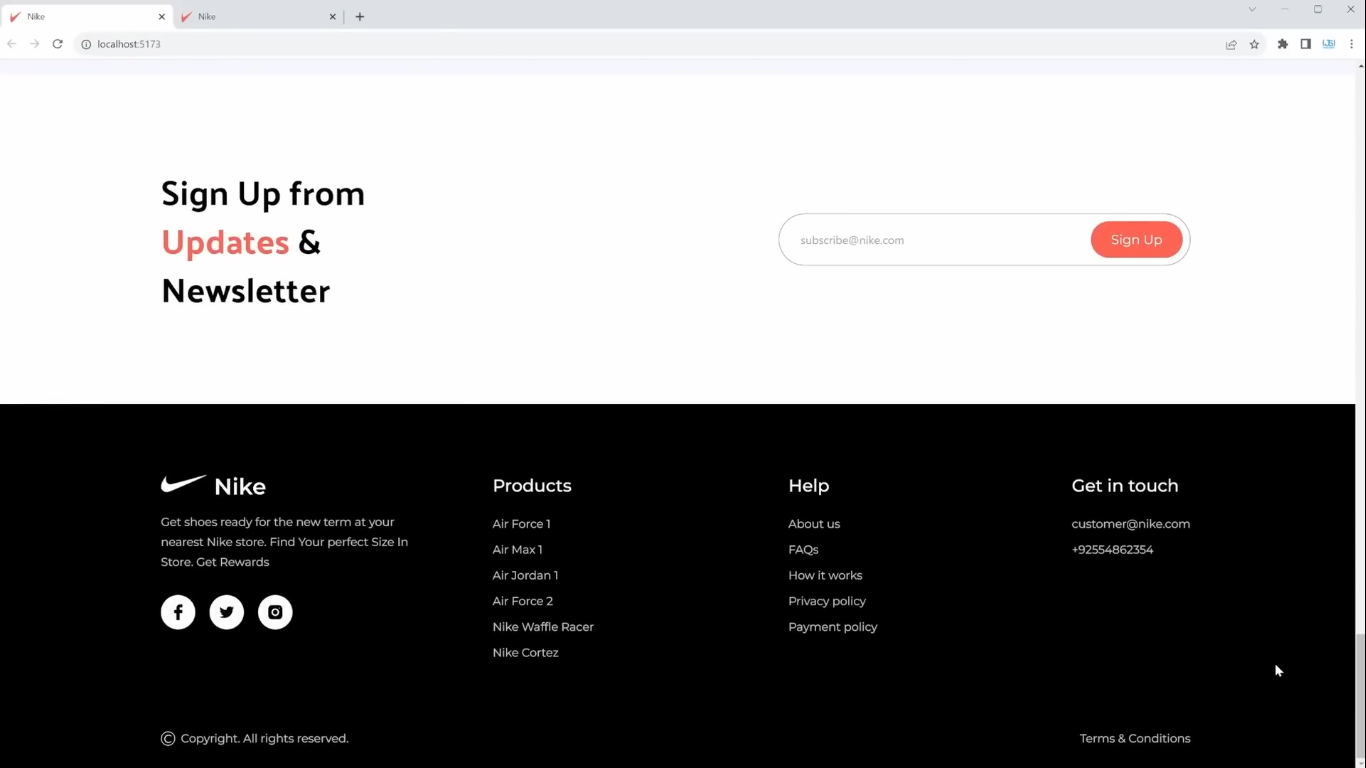 Nike
Nike
localhost:5173
Sign Up from
Updates &
Newsletter
subscribe@nike.com
Sign Up
Nike
Get shoes ready for the new term at your
nearest Nike store. Find Your perfect Size In
Store. Get Rewards
Products
Air Force 1
Air Max 1
Air Jordan 1
Air Force 2
Nike Waffle Racer
Nike Cortez
Help
About us
FAQs
How it works
Privacy policy
Payment policy
Get in touch
customer@nike.com
+92554862354
© Copyright. All rights reserved.
Terms & Conditions